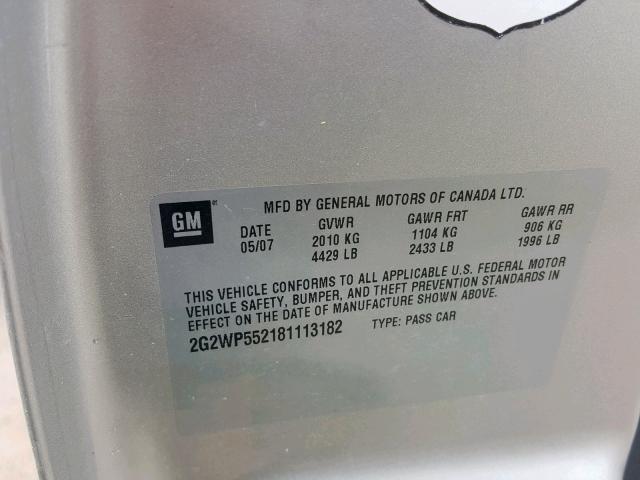 GM
MFD BY GENERAL MOTORS OF CANADA LTD.
DATE GVWR GAWR FRT GAWR RR
05/07 2010 KG 1104 KG 906 KG
4429 LB 2433 LB 1996 LB
THIS VEHICLE CONFORMS TO ALL APPLICABLE U.S. FEDERAL MOTOR
VEHICLE SAFETY, BUMPER, AND THEFT PREVENTION STANDARDS IN
EFFECT ON THE DATE OF MANUFACTURE SHOWN ABOVE.
2G2WP552181113182 TYPE: PASS CAR